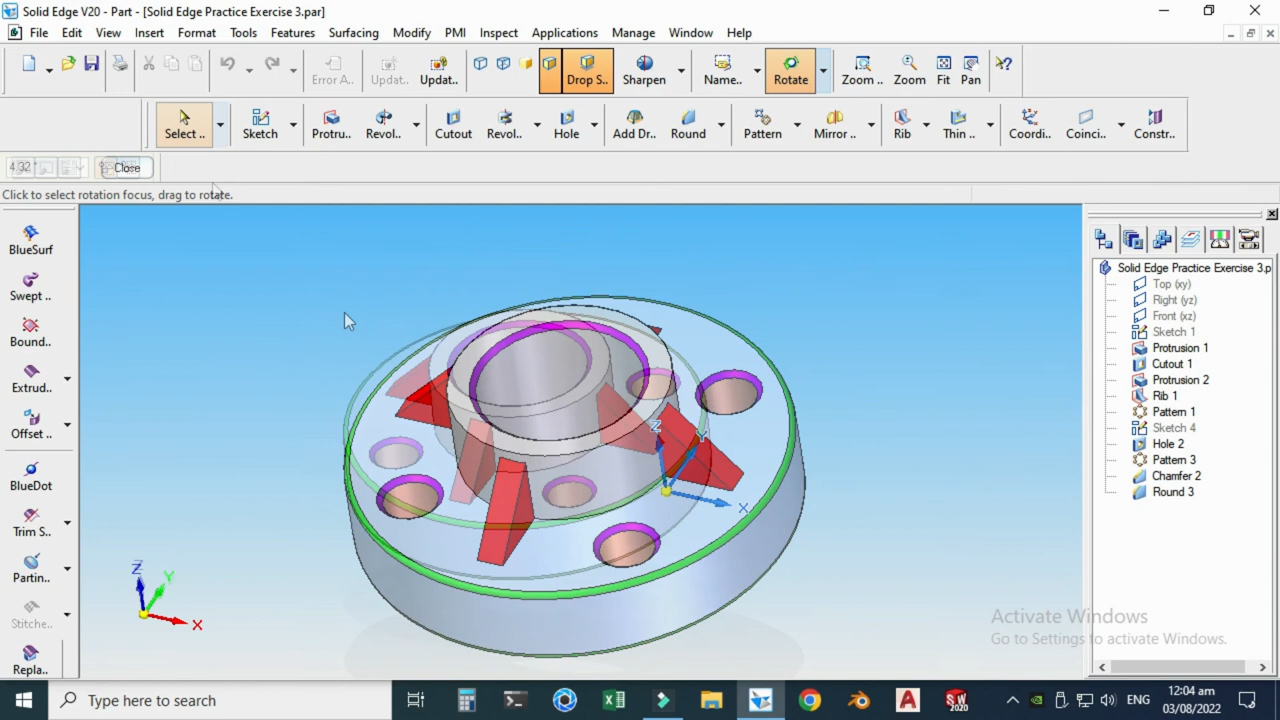 Solid Edge V20 - Part - [Solid Edge Practice Exercise 3.par]
File Edit View Insert Format Tools Features Surfacing Modify PMI Inspect Applications Manage Window Help
Error A.. Updat.. Updat.. Drop S.. Sharpen Name.. Rotate Zoom .. Zoom Fit Pan
Select .. Sketch Protru.. Revol.. Cutout Revol.. Hole Add Dr.. Round Pattern Mirror .. Rib Thin .. Coordi.. Coinci.. Constr..
4.32 Close
Click to select rotation focus, drag to rotate.
BlueSurf
Swept ..
Bound..
Extrud..
Offset ..
BlueDot
Trim S..
Partin..
Stitche..
Repla..
Z
Y
X
Z
Y
X
Solid Edge Practice Exercise 3.p
Top (xy)
Right (yz)
Front (xz)
Sketch 1
Protrusion 1
Cutout 1
Protrusion 2
Rib 1
Pattern 1
Sketch 4
Hole 2
Pattern 3
Chamfer 2
Round 3
Activate Windows
Go to Settings to activate Windows.
Type here to search
ENG
12:04 am
03/08/2022